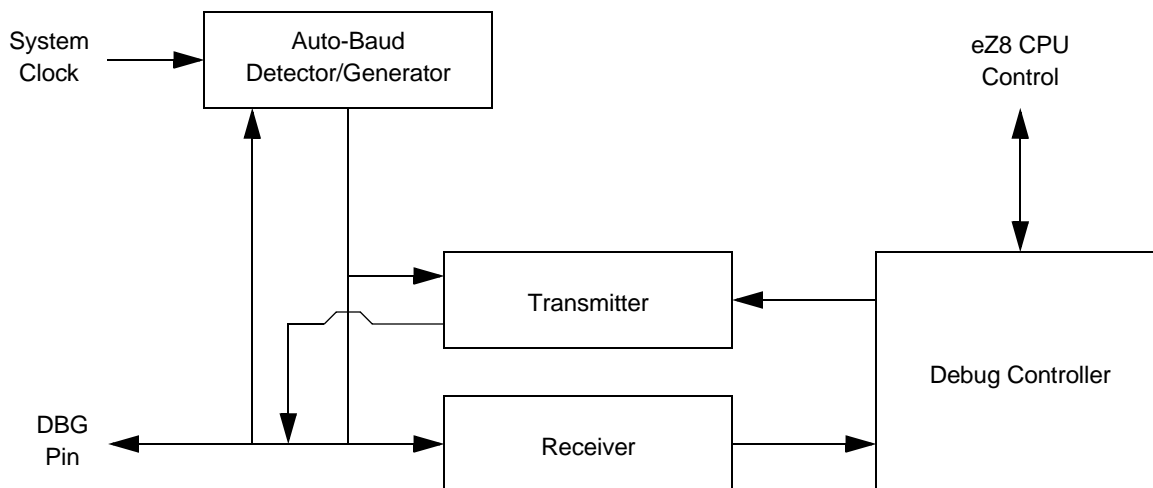 System
Clock
Auto-Baud
Detector/Generator
eZ8 CPU
Control
Transmitter
Debug Controller
DBG
Pin
Receiver